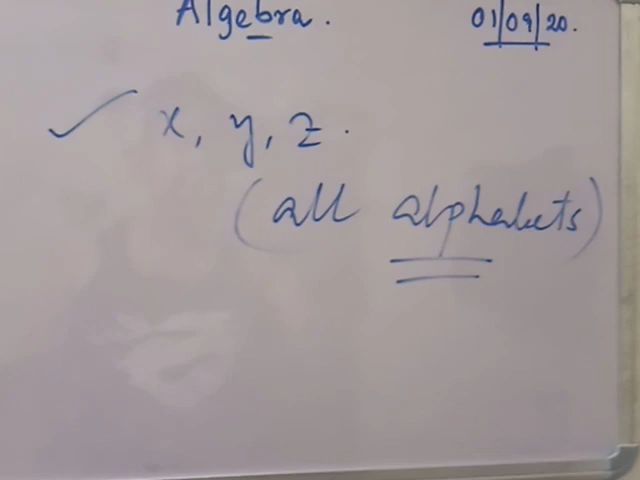 Algebra. 01/09/20.
✓ x, y, z.
(all alphabets)